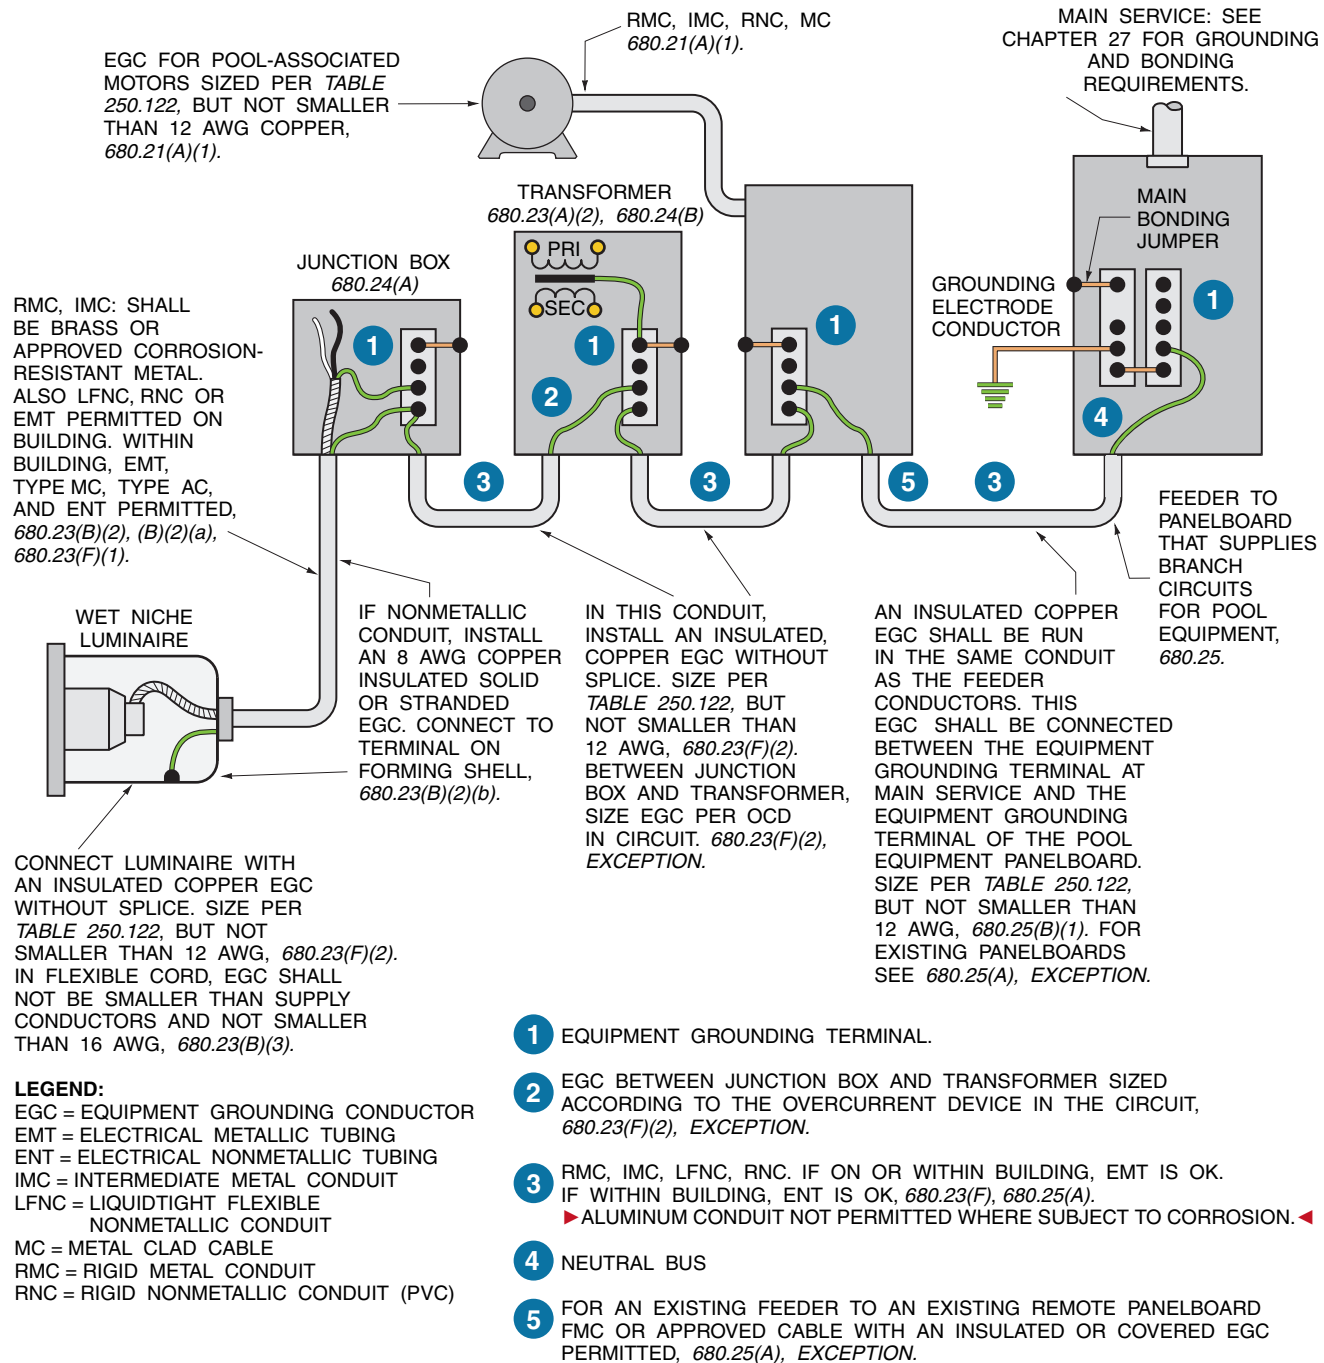 RMC, IMC, RNC, MC
680.21(A)(1).
MAIN SERVICE: SEE
CHAPTER 27 FOR GROUNDING
AND BONDING
REQUIREMENTS.
EGC FOR POOL-ASSOCIATED
MOTORS SIZED PER TABLE
250.122, BUT NOT SMALLER
THAN 12 AWG COPPER,
680.21(A)(1).
TRANSFORMER
680.23(A)(2), 680.24(B)
PRI
SEC
1
2
JUNCTION BOX
680.24(A)
1
1
MAIN
BONDING
JUMPER
GROUNDING
ELECTRODE
CONDUCTOR
1
4
RMC, IMC: SHALL
BE BRASS OR
APPROVED CORROSION-
RESISTANT METAL.
ALSO LFNC, RNC OR
EMT PERMITTED ON
BUILDING. WITHIN
BUILDING, EMT,
TYPE MC, TYPE AC,
AND ENT PERMITTED,
680.23(B)(2), (B)(2)(a),
680.23(F)(1).
3
3
5
3
FEEDER TO
PANELBOARD
THAT SUPPLIES
BRANCH
CIRCUITS
FOR POOL
EQUIPMENT,
680.25.
WET NICHE
LUMINAIRE
IF NONMETALLIC
CONDUIT, INSTALL
AN 8 AWG COPPER
INSULATED SOLID
OR STRANDED
EGC. CONNECT TO
TERMINAL ON
FORMING SHELL,
680.23(B)(2)(b).
IN THIS CONDUIT,
INSTALL AN INSULATED,
COPPER EGC WITHOUT
SPLICE. SIZE PER
TABLE 250.122, BUT
NOT SMALLER THAN
12 AWG, 680.23(F)(2).
BETWEEN JUNCTION
BOX AND TRANSFORMER,
SIZE EGC PER OCD
IN CIRCUIT. 680.23(F)(2),
EXCEPTION.
AN INSULATED COPPER
EGC SHALL BE RUN
IN THE SAME CONDUIT
AS THE FEEDER
CONDUCTORS. THIS
EGC SHALL BE CONNECTED
BETWEEN THE EQUIPMENT
GROUNDING TERMINAL AT
MAIN SERVICE AND THE
EQUIPMENT GROUNDING
TERMINAL OF THE POOL
EQUIPMENT PANELBOARD.
SIZE PER TABLE 250.122,
BUT NOT SMALLER THAN
12 AWG, 680.25(B)(1). FOR
EXISTING PANELBOARDS
SEE 680.25(A), EXCEPTION.
CONNECT LUMINAIRE WITH
AN INSULATED COPPER EGC
WITHOUT SPLICE. SIZE PER
TABLE 250.122, BUT NOT
SMALLER THAN 12 AWG, 680.23(F)(2).
IN FLEXIBLE CORD, EGC SHALL
NOT BE SMALLER THAN SUPPLY
CONDUCTORS AND NOT SMALLER
THAN 16 AWG, 680.23(B)(3).
LEGEND:
EGC = EQUIPMENT GROUNDING CONDUCTOR
EMT = ELECTRICAL METALLIC TUBING
ENT = ELECTRICAL NONMETALLIC TUBING
IMC = INTERMEDIATE METAL CONDUIT
LFNC = LIQUIDTIGHT FLEXIBLE
NONMETALLIC CONDUIT
MC = METAL CLAD CABLE
RMC = RIGID METAL CONDUIT
RNC = RIGID NONMETALLIC CONDUIT (PVC)
1 EQUIPMENT GROUNDING TERMINAL.
2 EGC BETWEEN JUNCTION BOX AND TRANSFORMER SIZED
ACCORDING TO THE OVERCURRENT DEVICE IN THE CIRCUIT,
680.23(F)(2), EXCEPTION.
3 RMC, IMC, LFNC, RNC. IF ON OR WITHIN BUILDING, EMT IS OK.
IF WITHIN BUILDING, ENT IS OK, 680.23(F), 680.25(A).
▶ALUMINUM CONDUIT NOT PERMITTED WHERE SUBJECT TO CORROSION.◀
4 NEUTRAL BUS
5 FOR AN EXISTING FEEDER TO AN EXISTING REMOTE PANELBOARD
FMC OR APPROVED CABLE WITH AN INSULATED OR COVERED EGC
PERMITTED, 680.25(A), EXCEPTION.